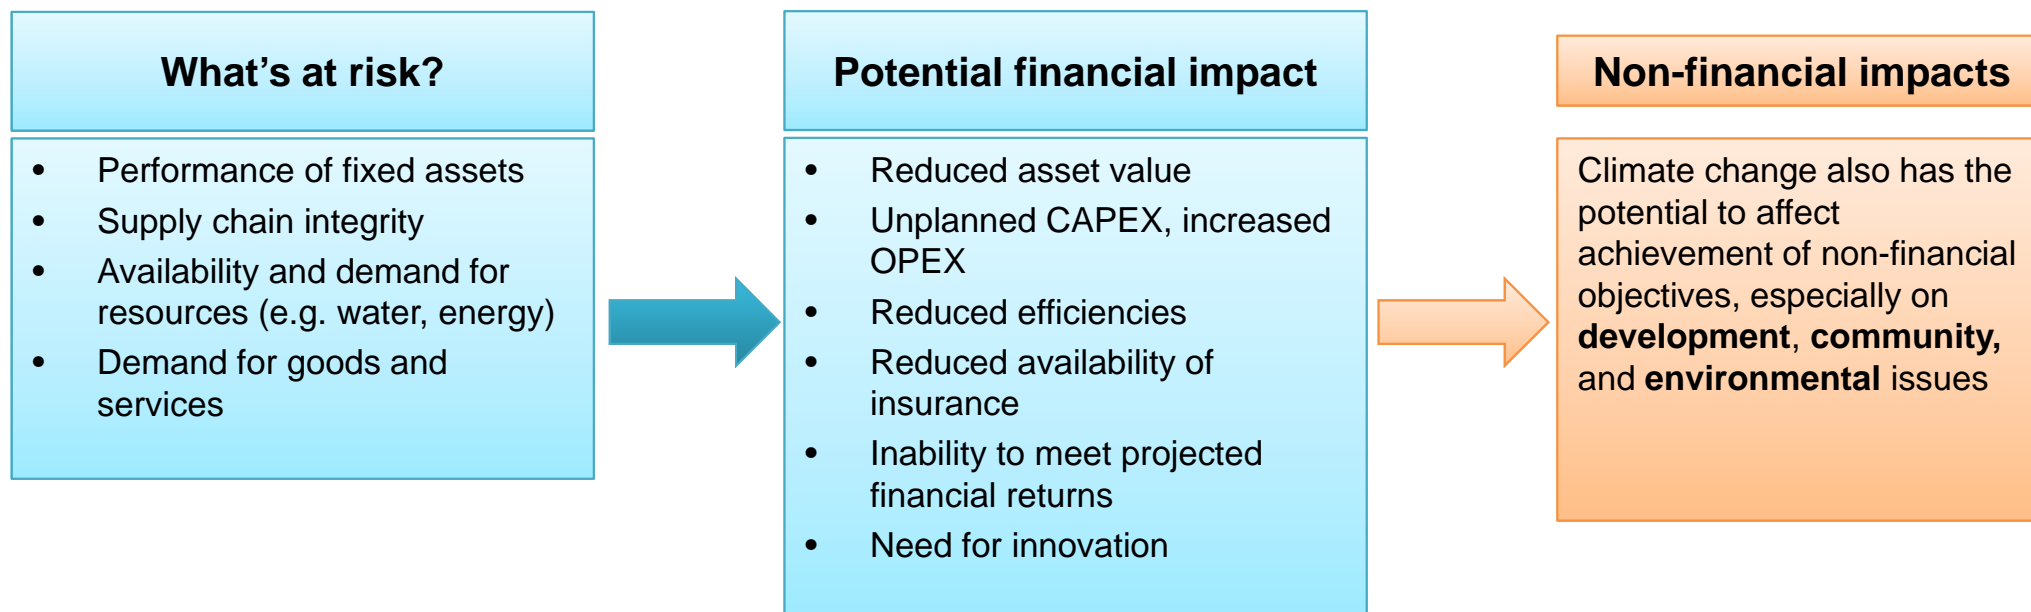 What’s at risk?
• Performance of fixed assets
• Supply chain integrity
• Availability and demand for
resources (e.g. water, energy)
• Demand for goods and
services
Potential financial impact
• Reduced asset value
• Unplanned CAPEX, increased
OPEX
• Reduced efficiencies
• Reduced availability of
insurance
• Inability to meet projected
financial returns
• Need for innovation
Non-financial impacts
Climate change also has the
potential to affect
achievement of non-financial
objectives, especially on
development, community,
and environmental issues